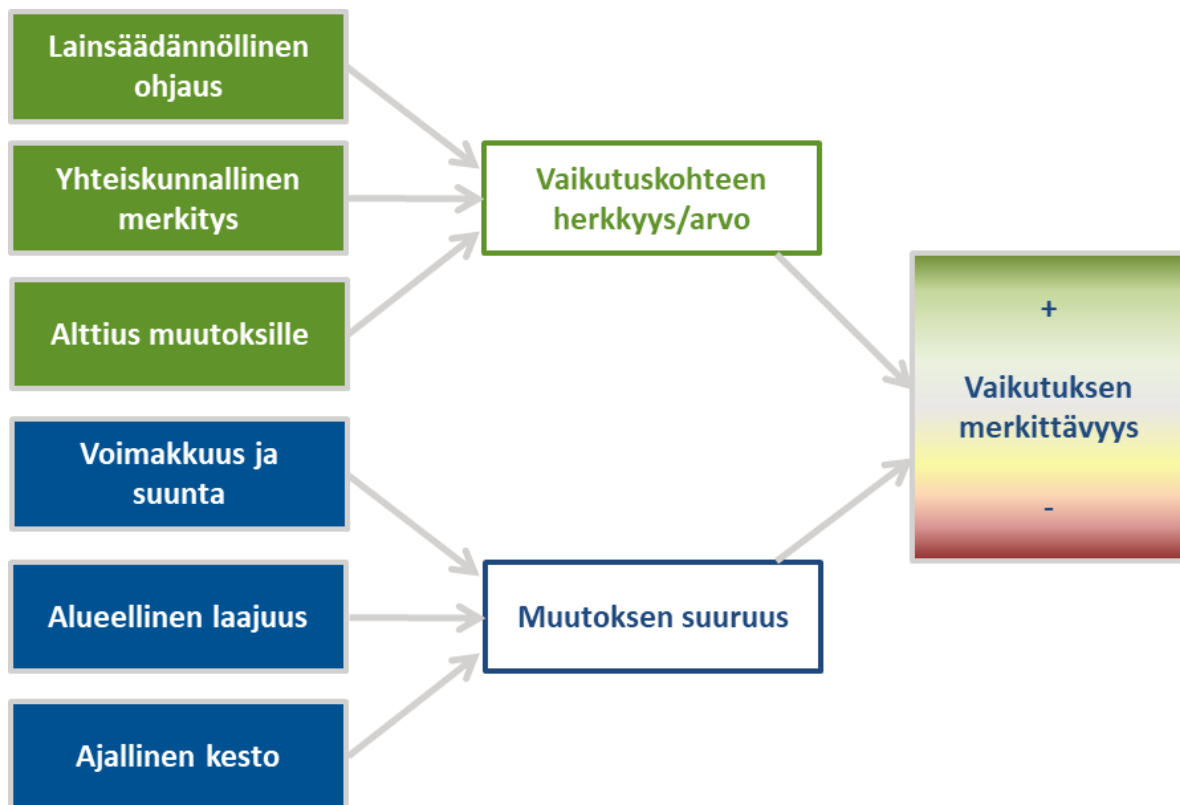 Lainsäädännöllinen
ohjaus
Yhteiskunnallinen
merkitys
Alttius muutoksille
Voimakkuus ja
suunta
Alueellinen laajuus
Ajallinen kesto
Vaikutuskohteen
herkkyys/arvo
Muutoksen suuruus
+
Vaikutuksen
merkittävyys
-